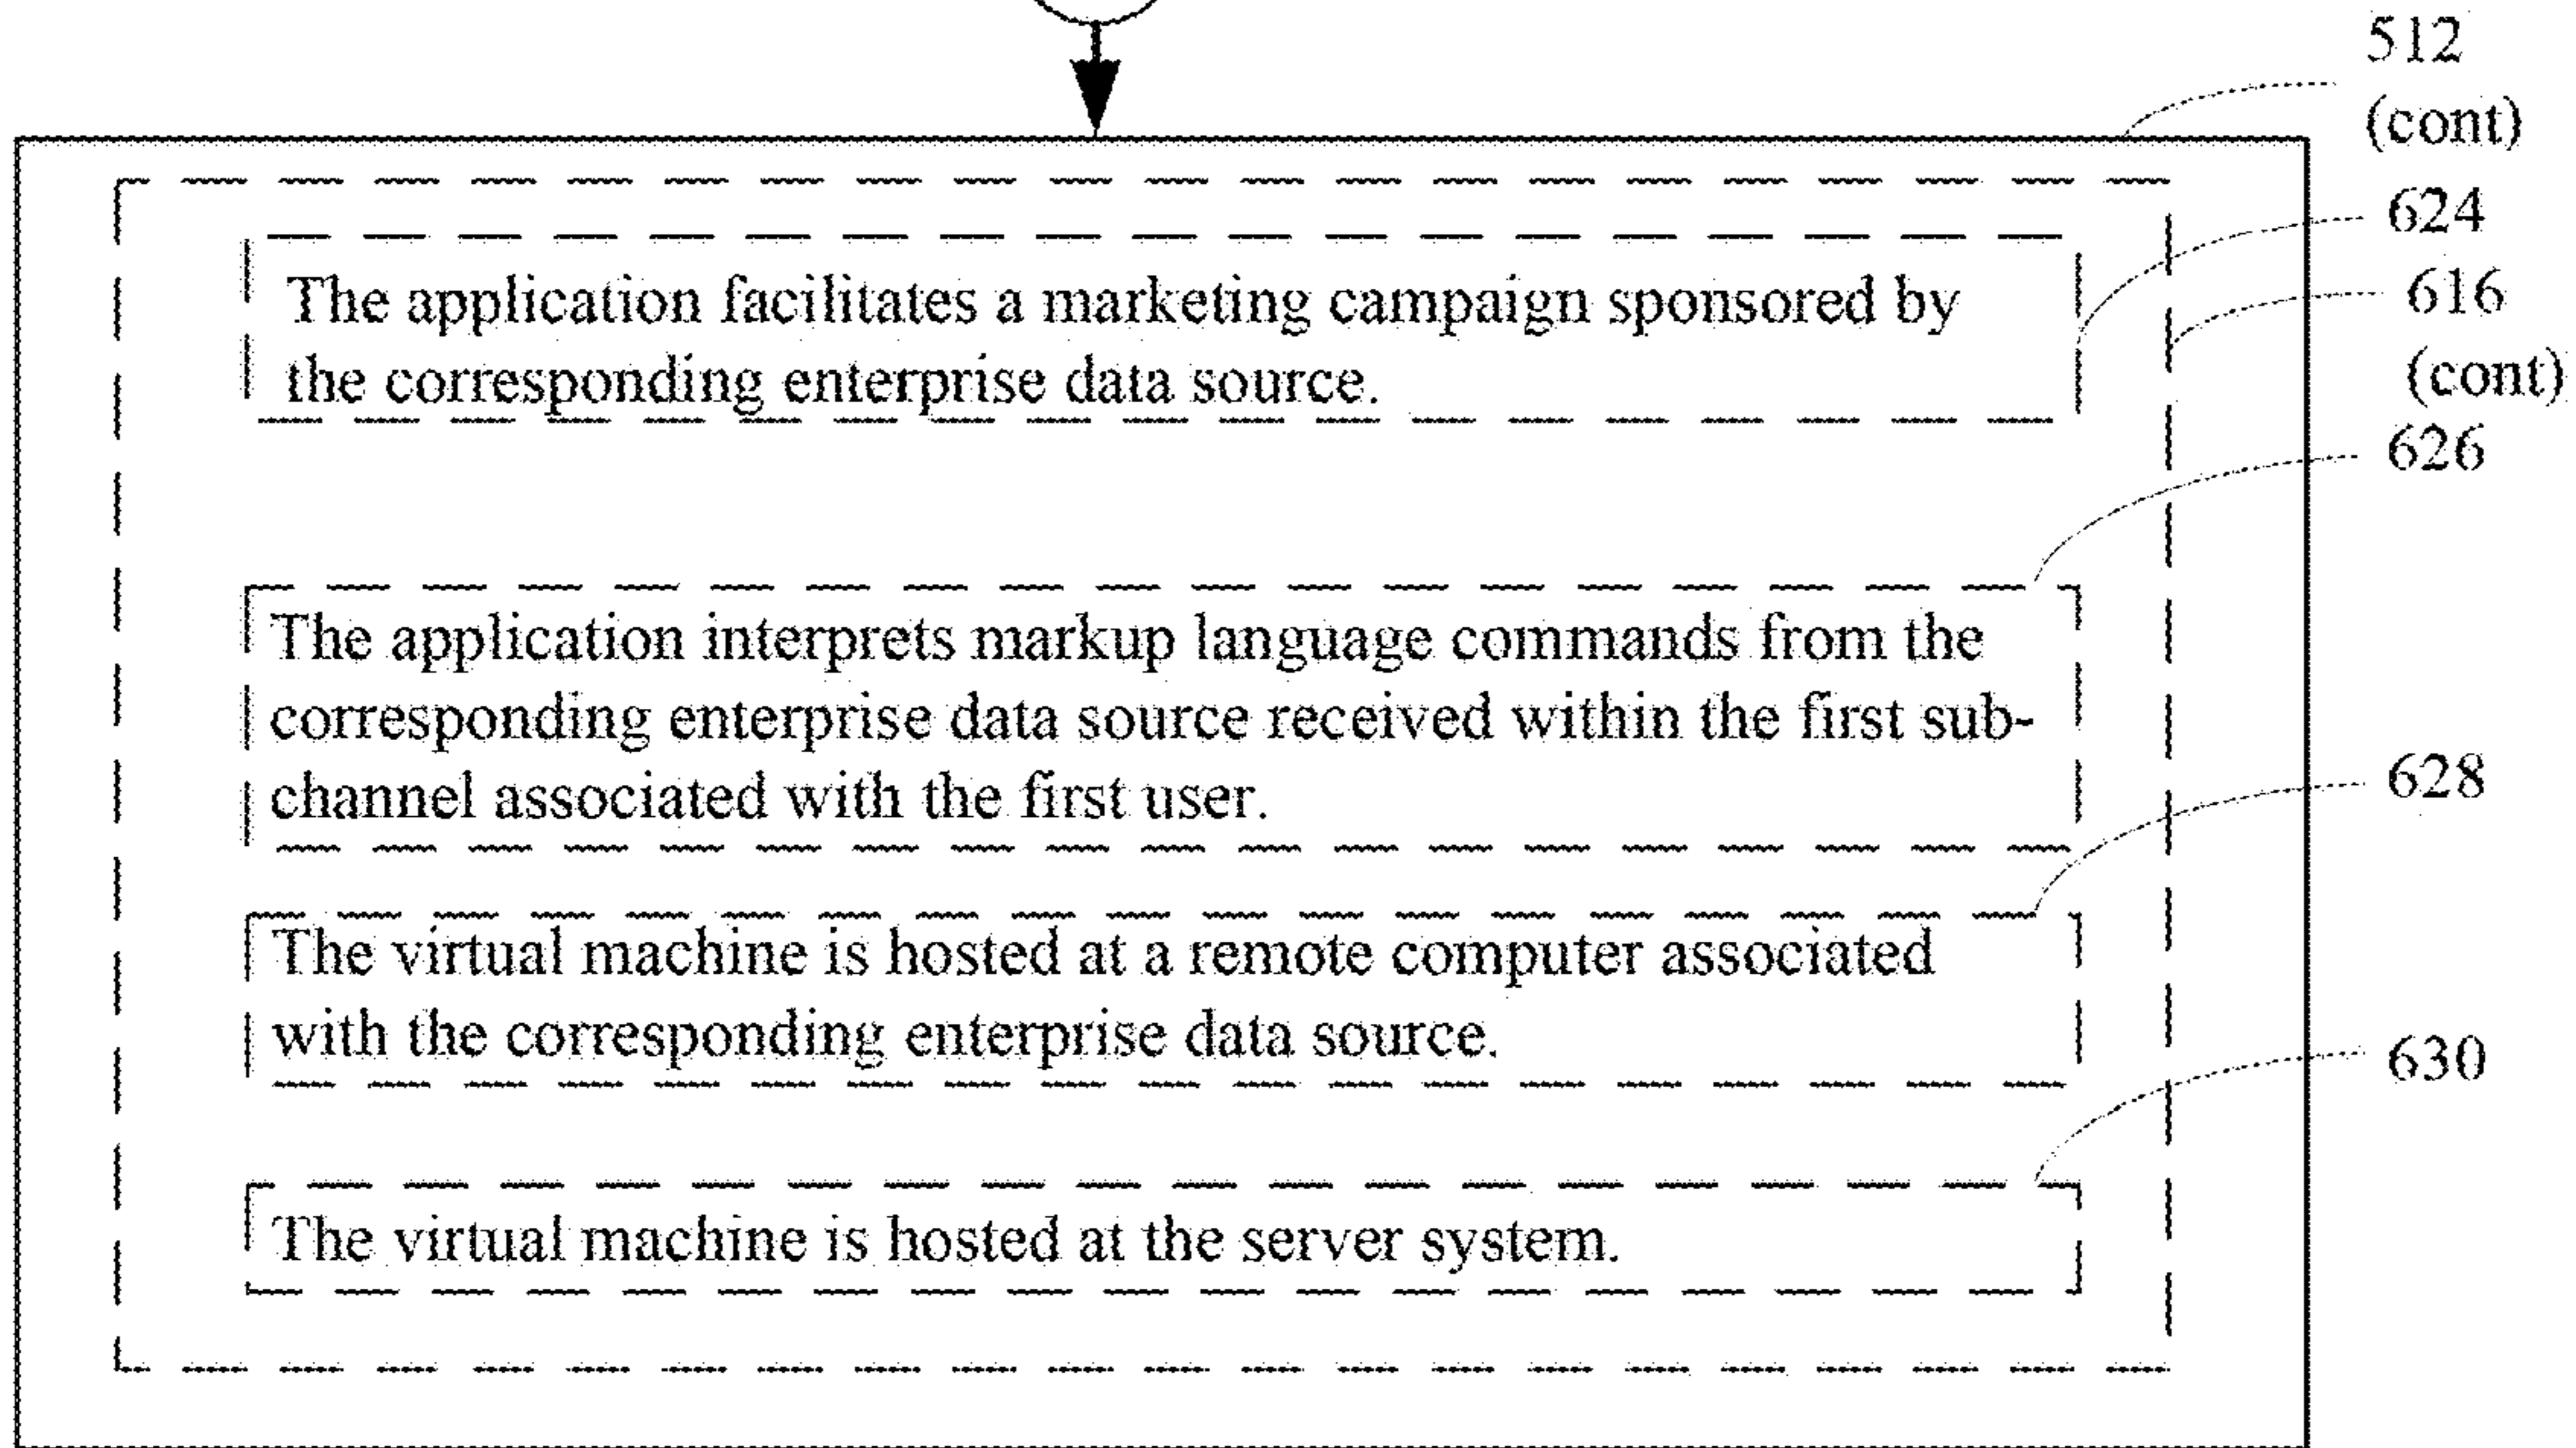 512
(cont)
624
616
(cont)
The application facilitates a marketing campaign sponsored by
the corresponding enterprise data source.
626
The application interprets markup language commands from the
corresponding enterprise data source received within the first sub-
channel associated with the first user.
628
The virtual machine is hosted at a remote computer associated
with the corresponding enterprise data source.
630
The virtual machine is hosted at the server system.